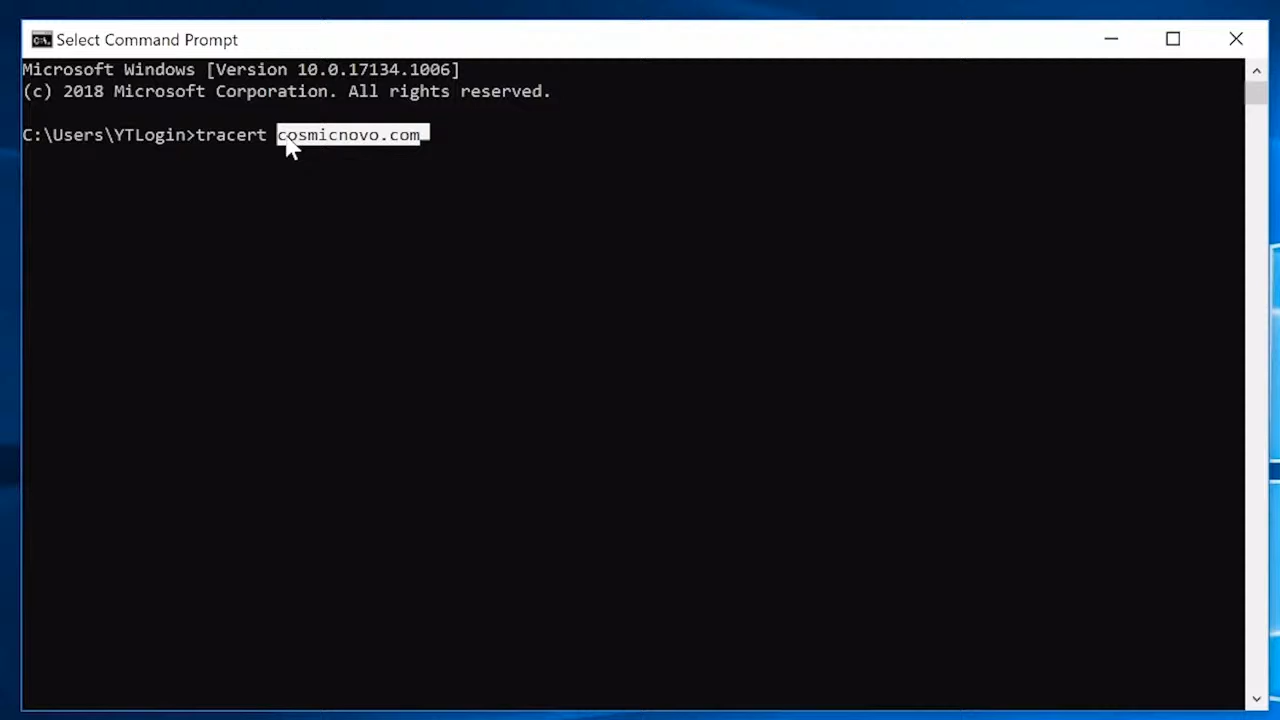 Select Command Prompt
Microsoft Windows [Version 10.0.17134.1006]
(c) 2018 Microsoft Corporation. All rights reserved.
C:\Users\YTLogin>tracert cosmicnovo.com